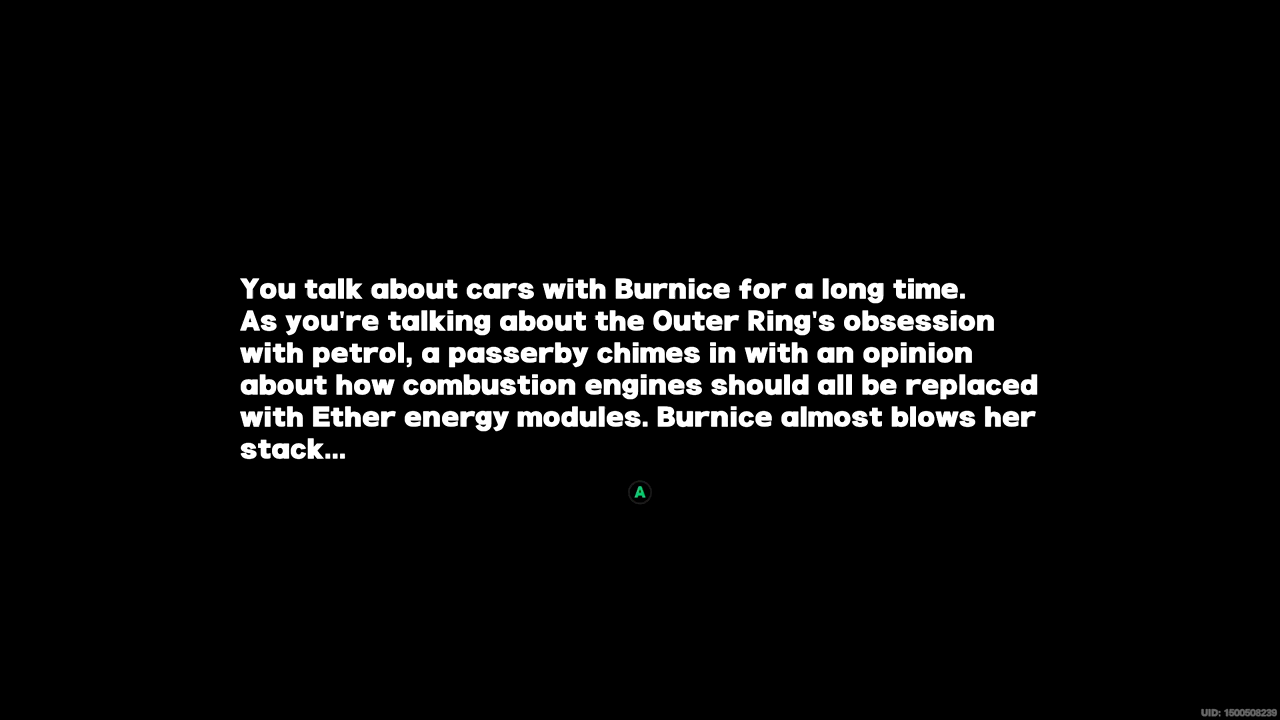 You talk about cars with Burnice for a long time.
As you're talking about the Outer Ring's obsession
with petrol, a passerby chimes in with an opinion
about how combustion engines should all be replaced
with Ether energy modules. Burnice almost blows her
stack...
A
UID: 1500508239